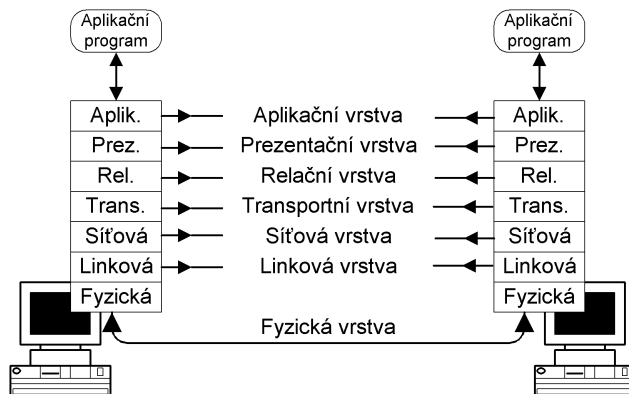 Aplikační
program
Aplikační
program
Aplik. Aplikační vrstva Aplik.
Prez. Prezentační vrstva Prez.
Rel. Relační vrstva Rel.
Trans. Transportní vrstva Trans.
Síťová Síťová vrstva Síťová
Linková Linková vrstva Linková
Fyzická Fyzická
Fyzická vrstva